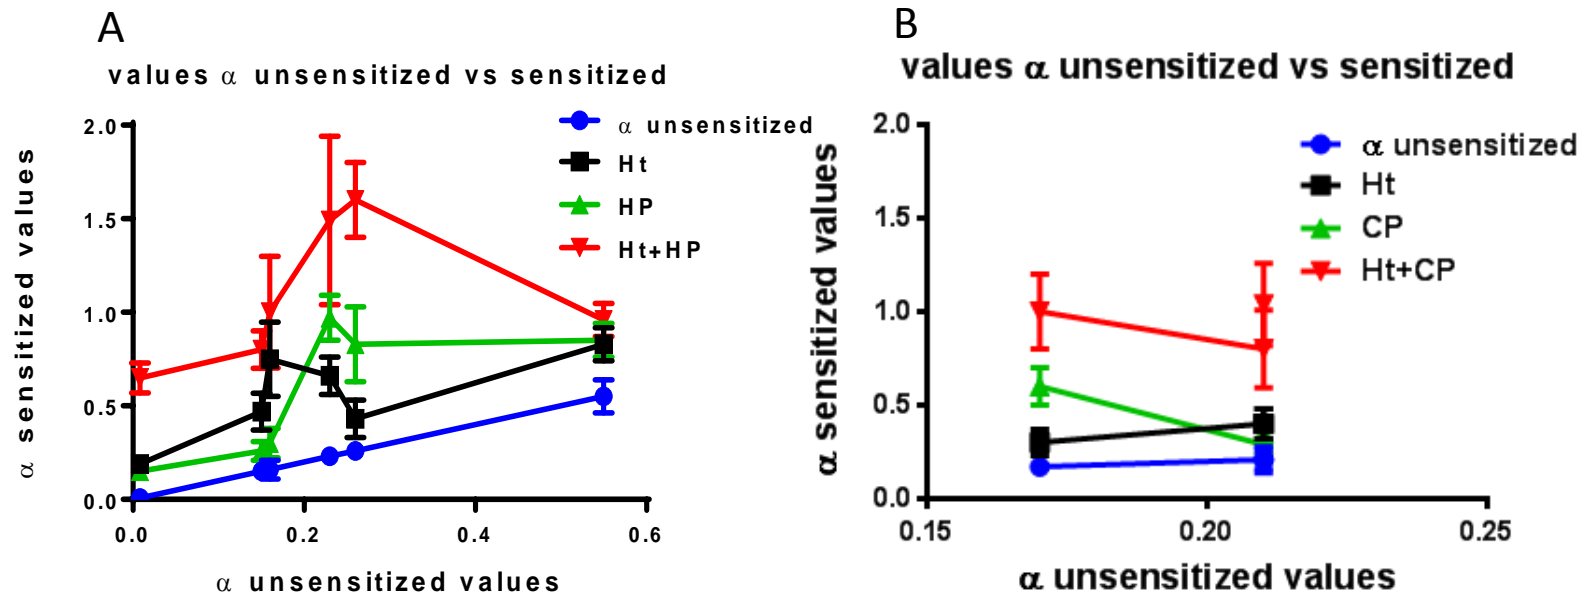 A
values α unsensitized vs sensitized
α unsensitized
Ht
HP
Ht+HP
2.0
1.5
1.0
0.5
0.0
0.0 0.2 0.4 0.6
α sensitized values
α unsensitized values
B
values α unsensitized vs sensitized
α unsensitized
Ht
CP
Ht+CP
2.0
1.5
1.0
0.5
0.0
0.15 0.20 0.25
α sensitized values
α unsensitized values